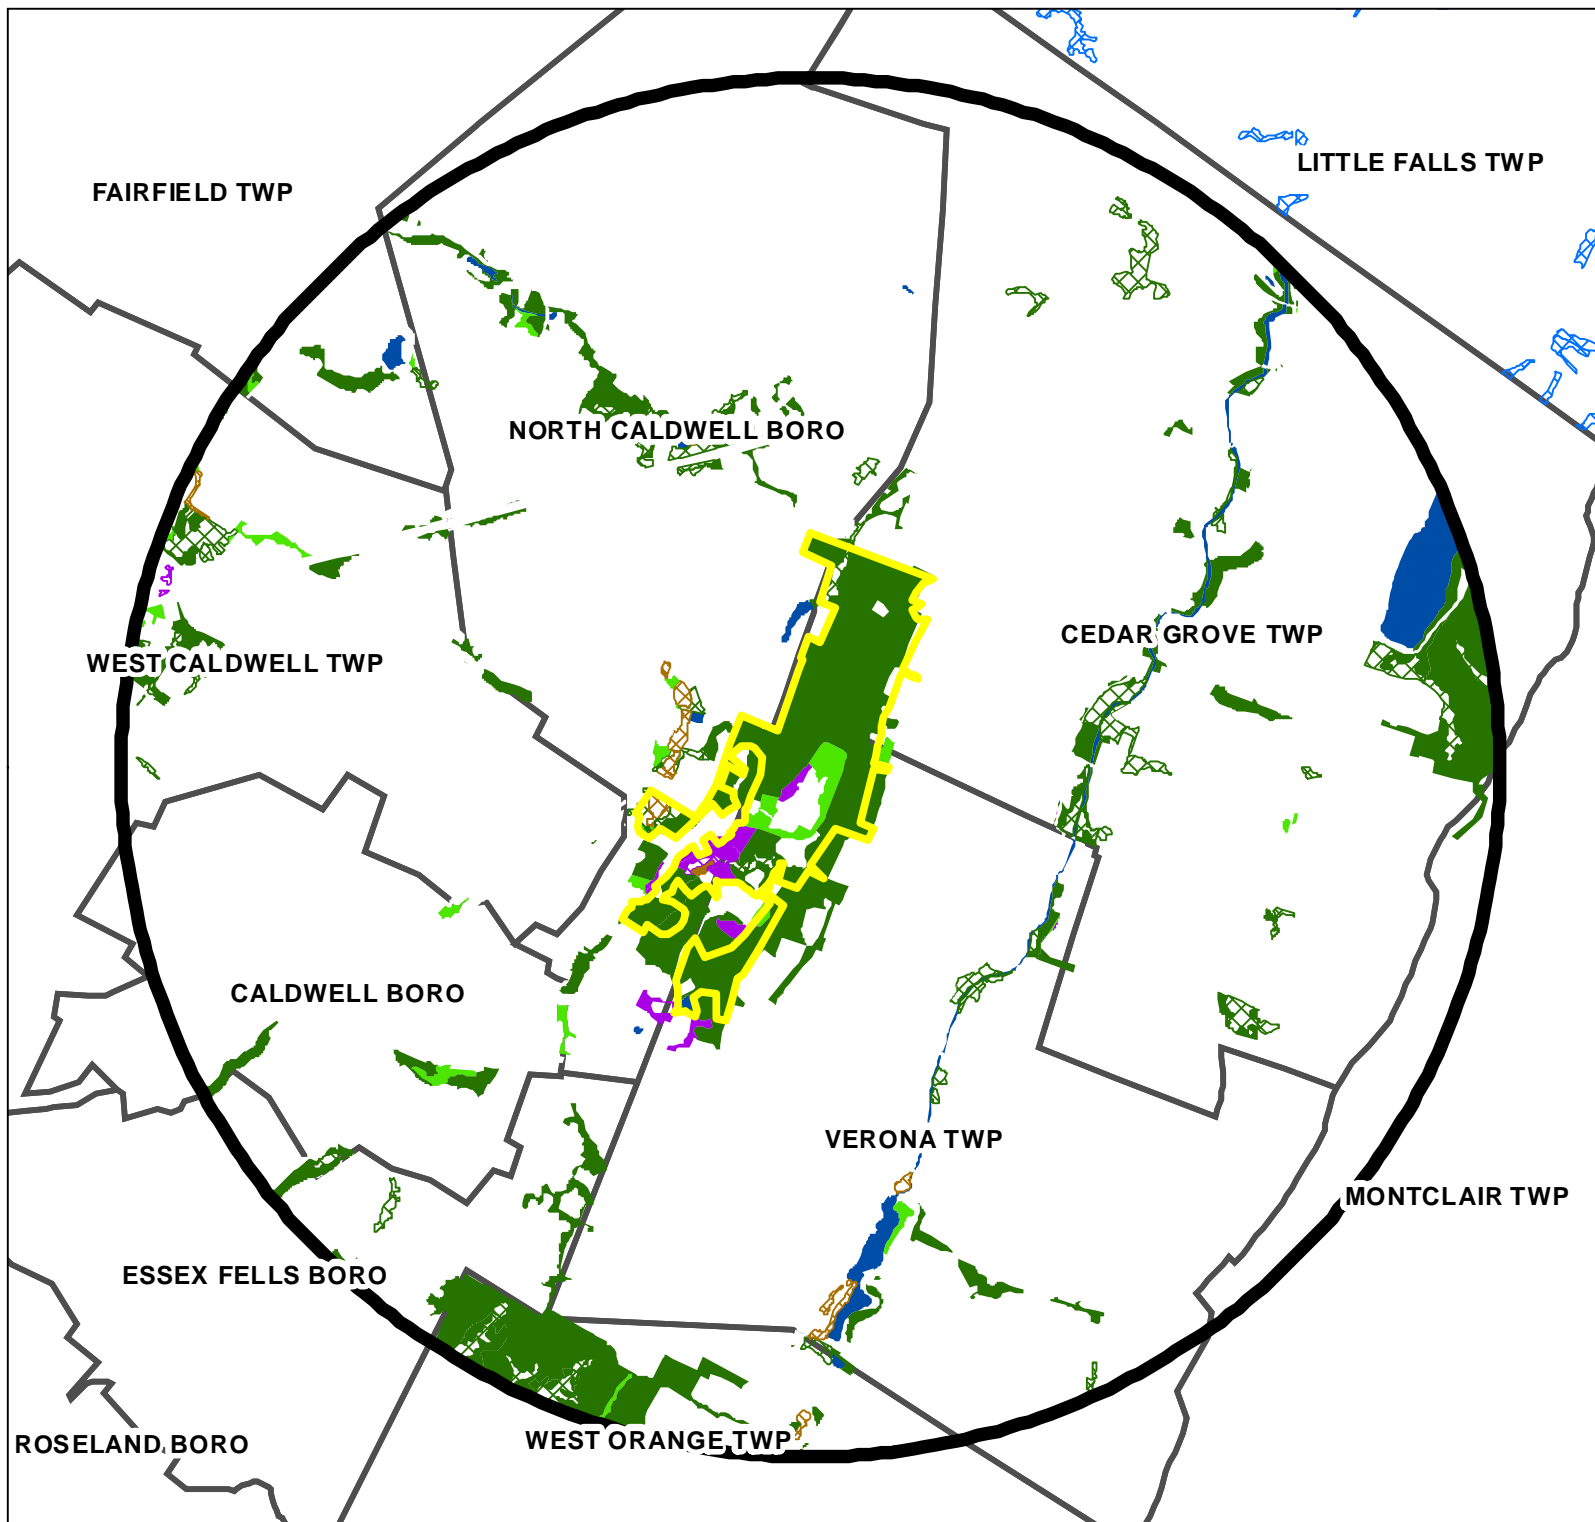 LITTLE FALLS TWP
FAIRFIELD TWP
NORTH CALDWELL BORO
CEDAR GROVE TWP
WEST CALDWELL TWP
CALDWELL BORO
VERONA TWP
MONTCLAIR TWP
ESSEX FELLS BORO
WEST ORANGE TWP
ROSELAND BORO